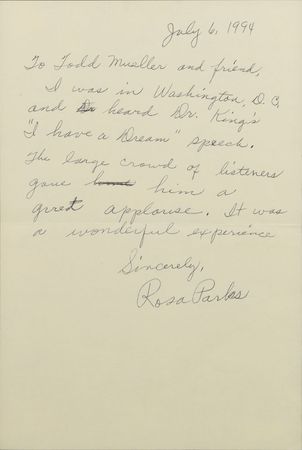 July 6, 1994
To Todd Mueller and friend,
I was in Washington, D.C,
and heard Dr. King's
"I have a Dream" speech.
The large crowd of listeners
gave him a
great applouse. It was
a wonderful experience
Sincerely,
Rosa Parks